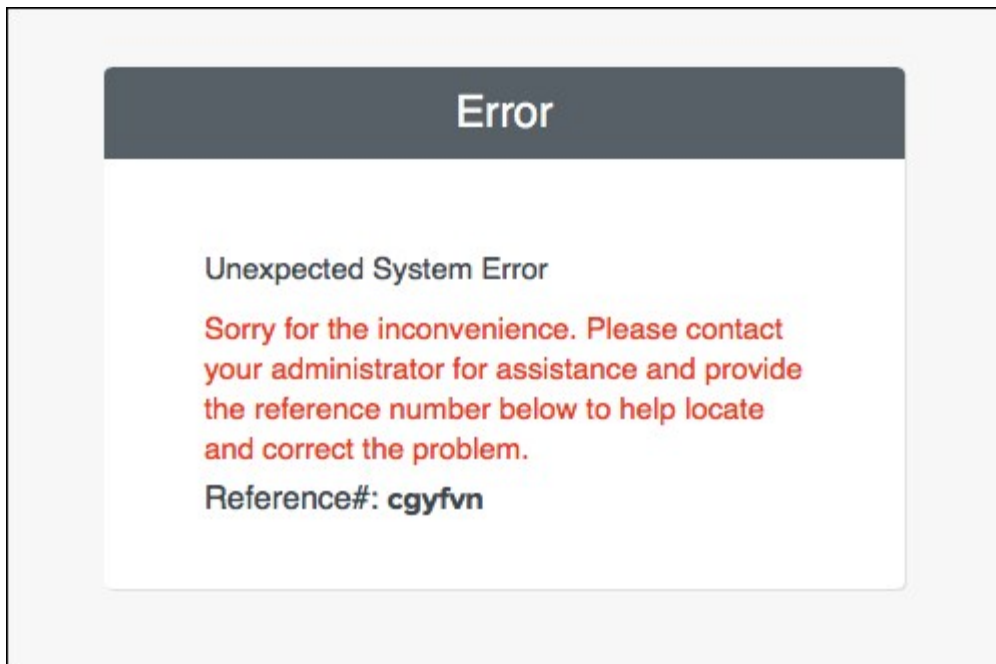 Error
Unexpected System Error
Sorry for the inconvenience. Please contact
your administrator for assistance and provide
the reference number below to help locate
and correct the problem.
Reference#: cgyfvn